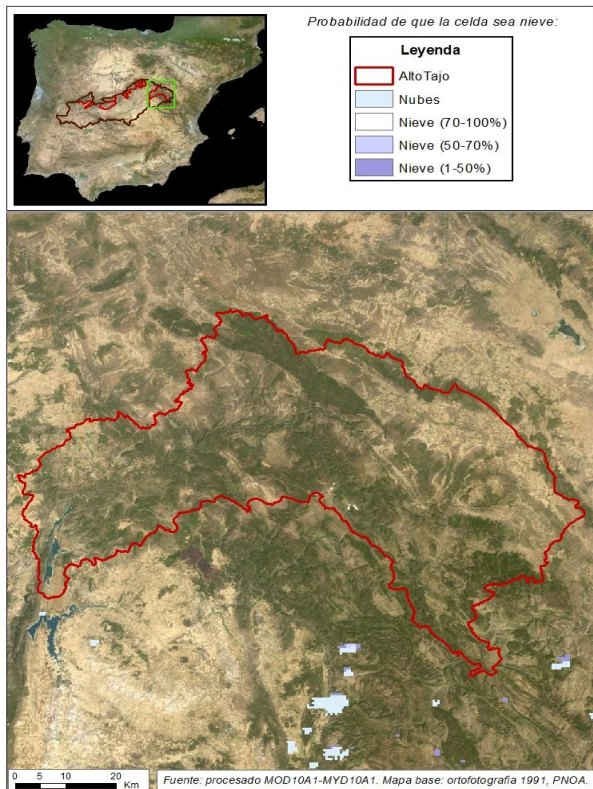 Probabilidad de que la celda sea nieve:
Leyenda
AltoTajo
Nubes
Nieve (70-100%)
Nieve (50-70%)
Nieve (1-50%)
0 5 10 20
Km
Fuente: procesado MOD10A1-MYD10A1. Mapa base: ortofotografia 1991, PNOA.